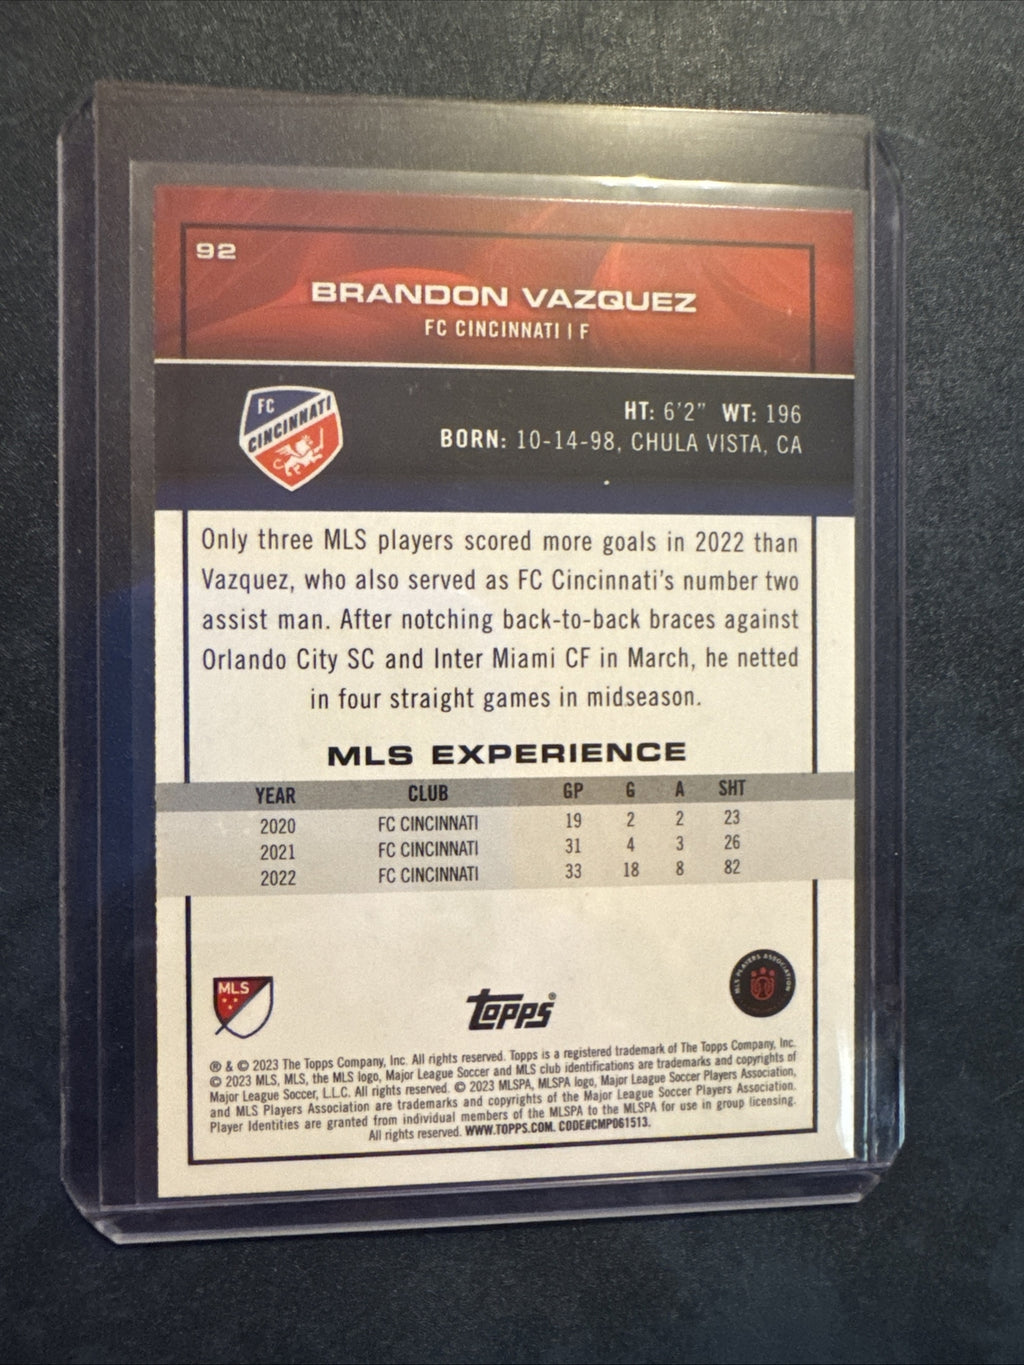 92
BRANDON VAZQUEZ
FC CINCINNATI | F
FC
CINCINNATI
HT: 6'2" WT: 196
BORN: 10-14-98, CHULA VISTA, CA
Only three MLS players scored more goals in 2022 than
Vazquez, who also served as FC Cincinnati's number two
assist man. After notching back-to-back braces against
Orlando City SC and Inter Miami CF in March, he netted
in four straight games in midseason.
MLS EXPERIENCE
YEAR CLUB GP G A SHT
2020 FC CINCINNATI 19 2 2 23
2021 FC CINCINNATI 31 4 3 26
2022 FC CINCINNATI 33 18 8 82
MLS
Topps®
MLS PLAYERS ASSOCIATION
® & © 2023 The Topps Company, Inc. All rights reserved. Topps is a registered trademark of The Topps Company, Inc.
© 2023 MLS, MLS, the MLS logo, Major League Soccer and MLS club identifications are trademarks and copyrights of
Major League Soccer, L.L.C. All rights reserved. © 2023 MLSPA, MLSPA logo, Major League Soccer Players Association,
and MLS Players Association are trademarks and copyrights of the Major League Soccer Players Association.
Player Identities are granted from individual members of the MLSPA to the MLSPA for use in group licensing.
All rights reserved. WWW.TOPPS.COM. CODE#CMP061513.